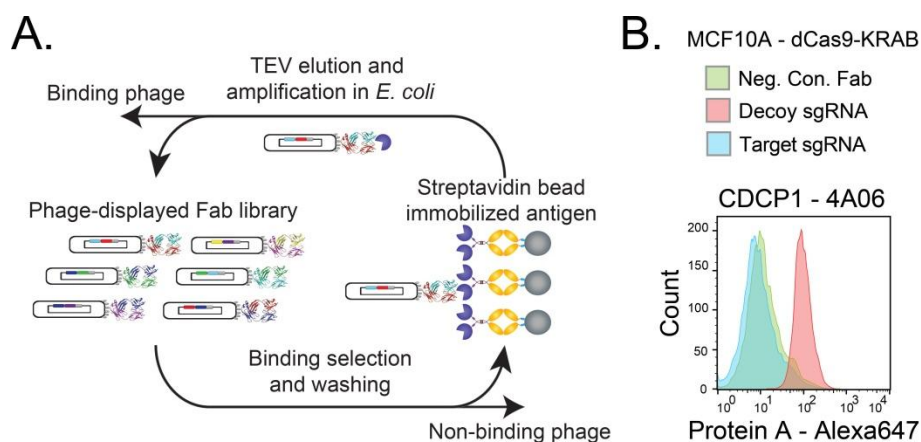 A.
TEV elution and
amplification in E. coli
Binding phage
Phage-displayed Fab library
Streptavidin bead
immobilized antigen
Binding selection
and washing
Non-binding phage
B.
MCF10A - dCas9-KRAB
Neg. Con. Fab
Decoy sgRNA
Target sgRNA
CDCP1 - 4A06
Count
200
150
100
50
0
10⁰ 10¹ 10² 10³ 10⁴
Protein A - Alexa647